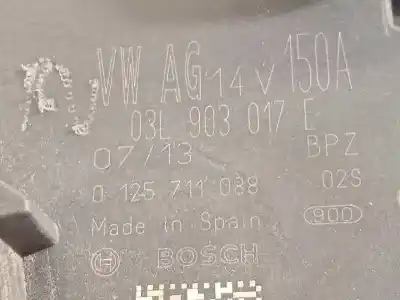 VW AG 14V 150A
03L 903 017 E
07/13 BPZ
0 125 711 088 02S
Made in Spain 900
BOSCH